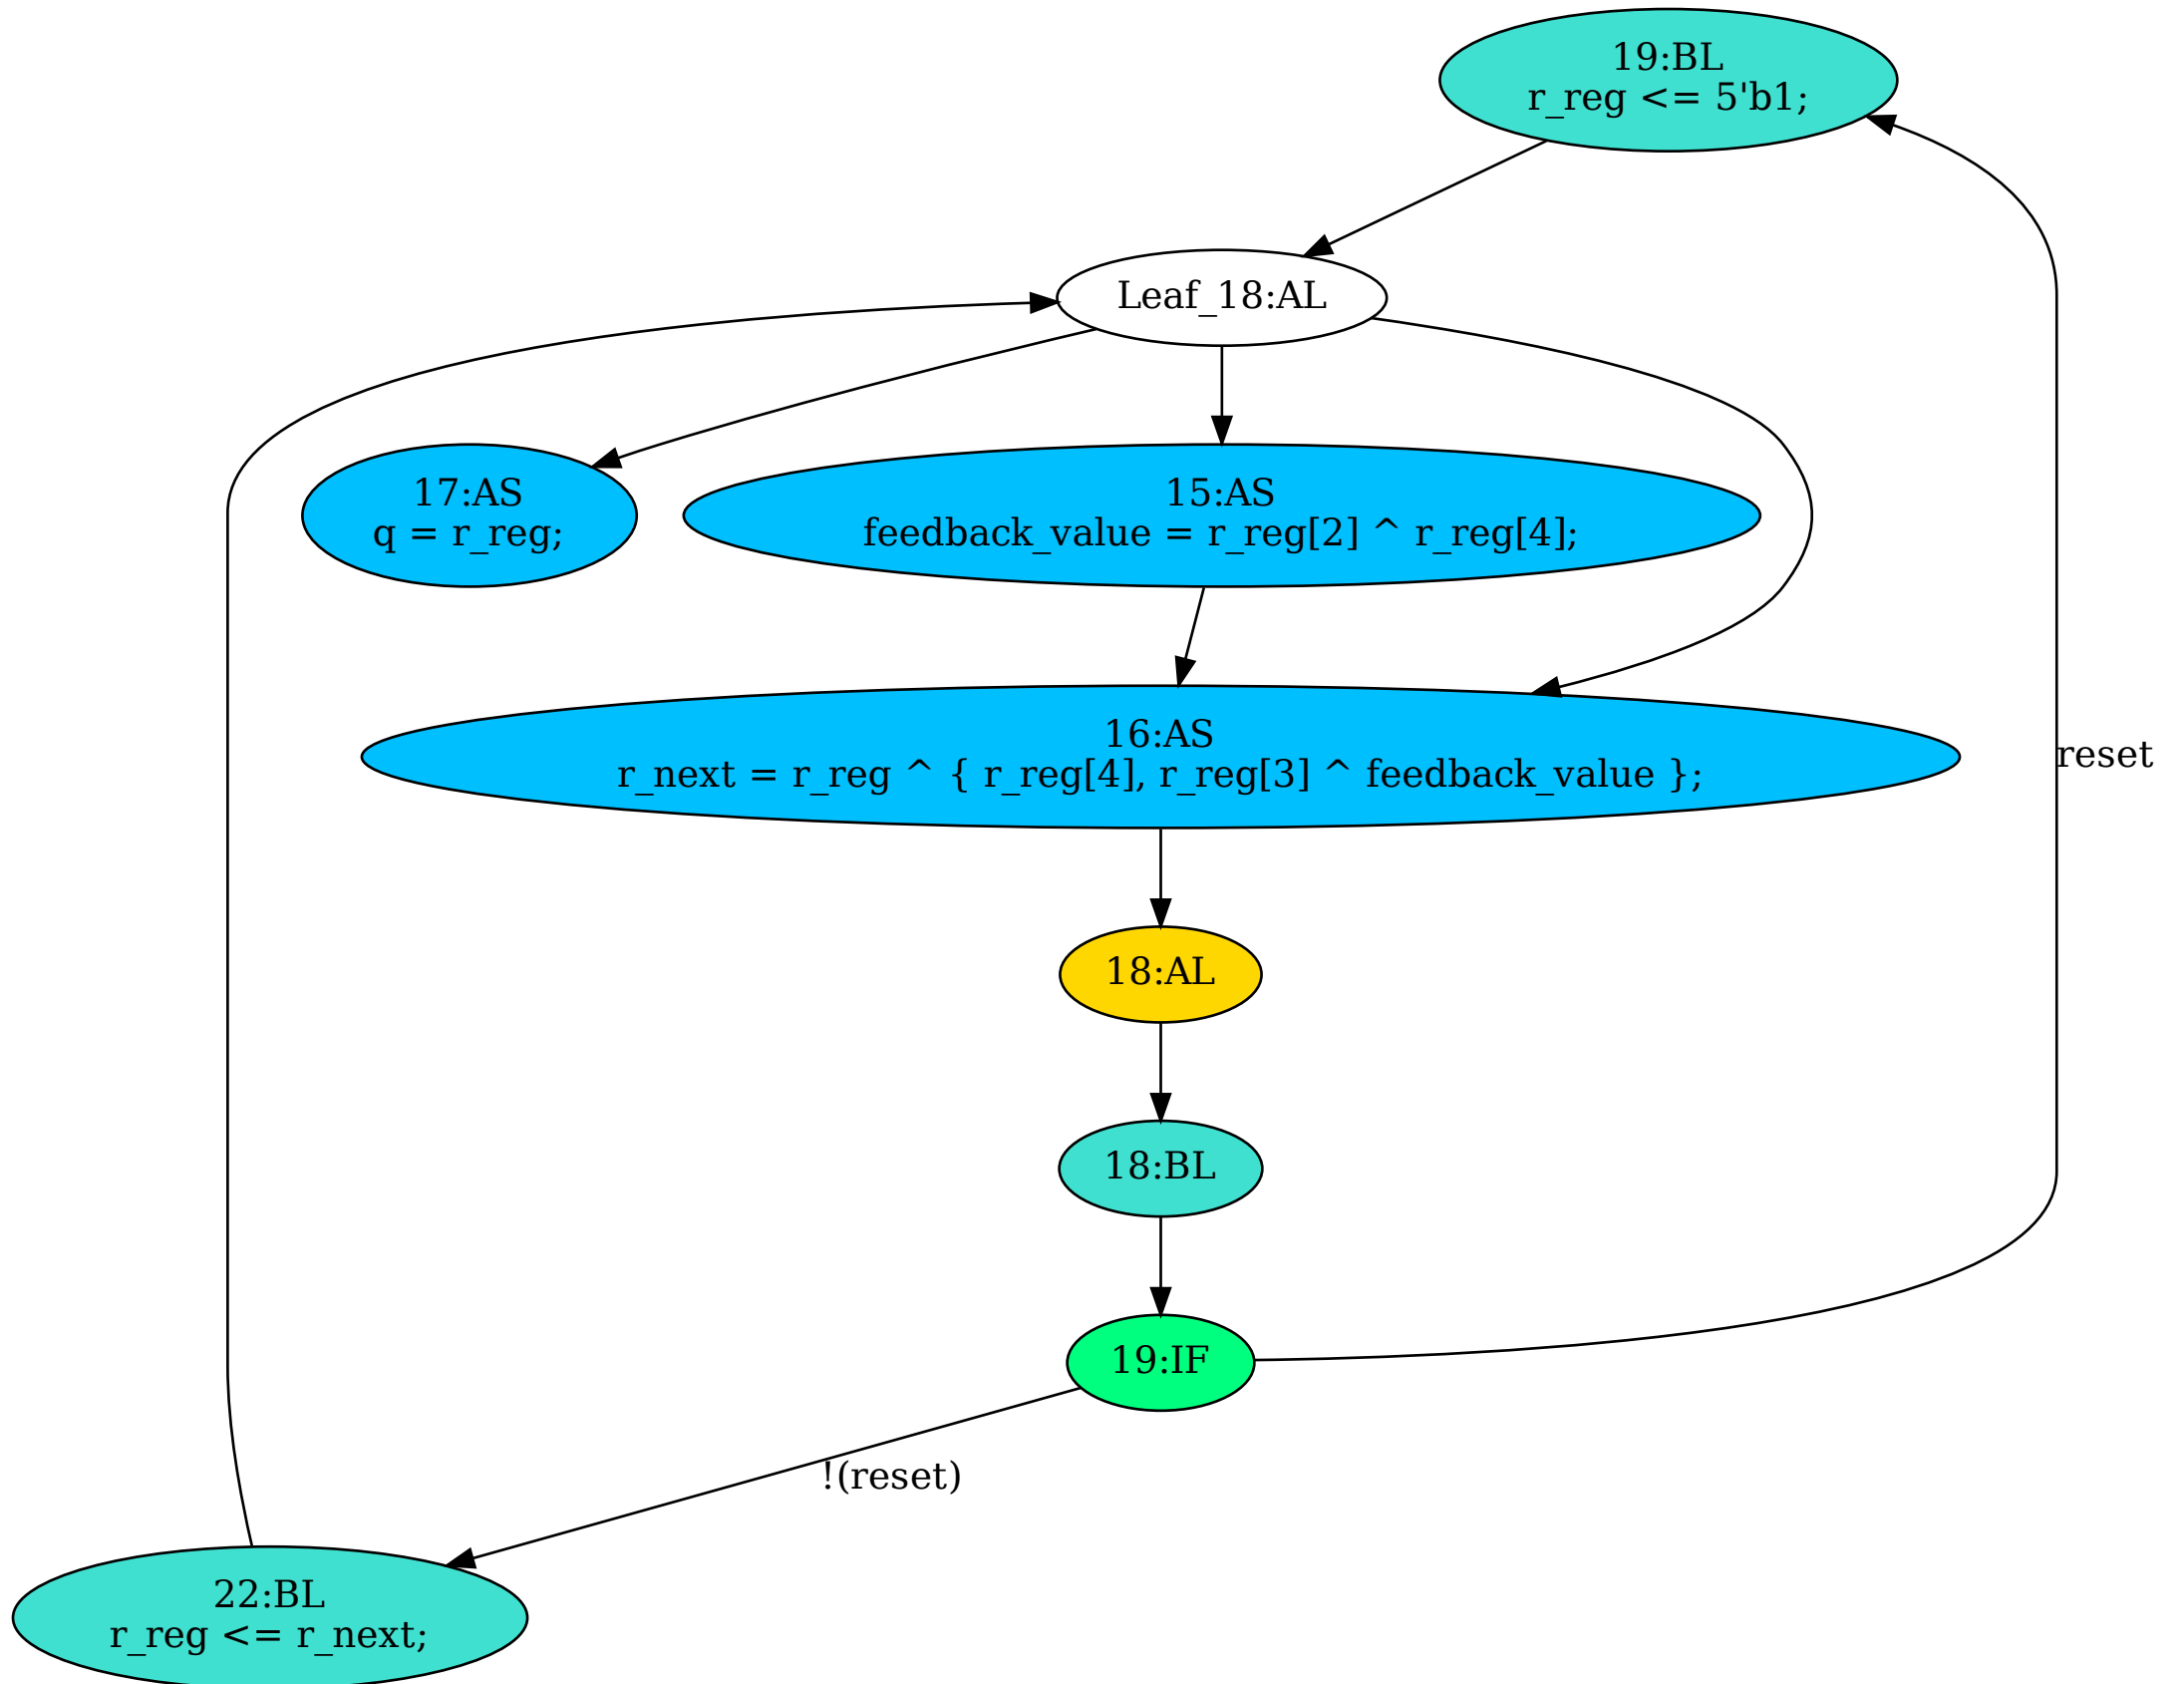 19:BL
r_reg <= 5'b1;
Leaf_18:AL
17:AS
q = r_reg;
15:AS
feedback_value = r_reg[2] ^ r_reg[4];
16:AS
r_next = r_reg ^ { r_reg[4], r_reg[3] ^ feedback_value };
reset
18:AL
18:BL
19:IF
!(reset)
22:BL
r_reg <= r_next;